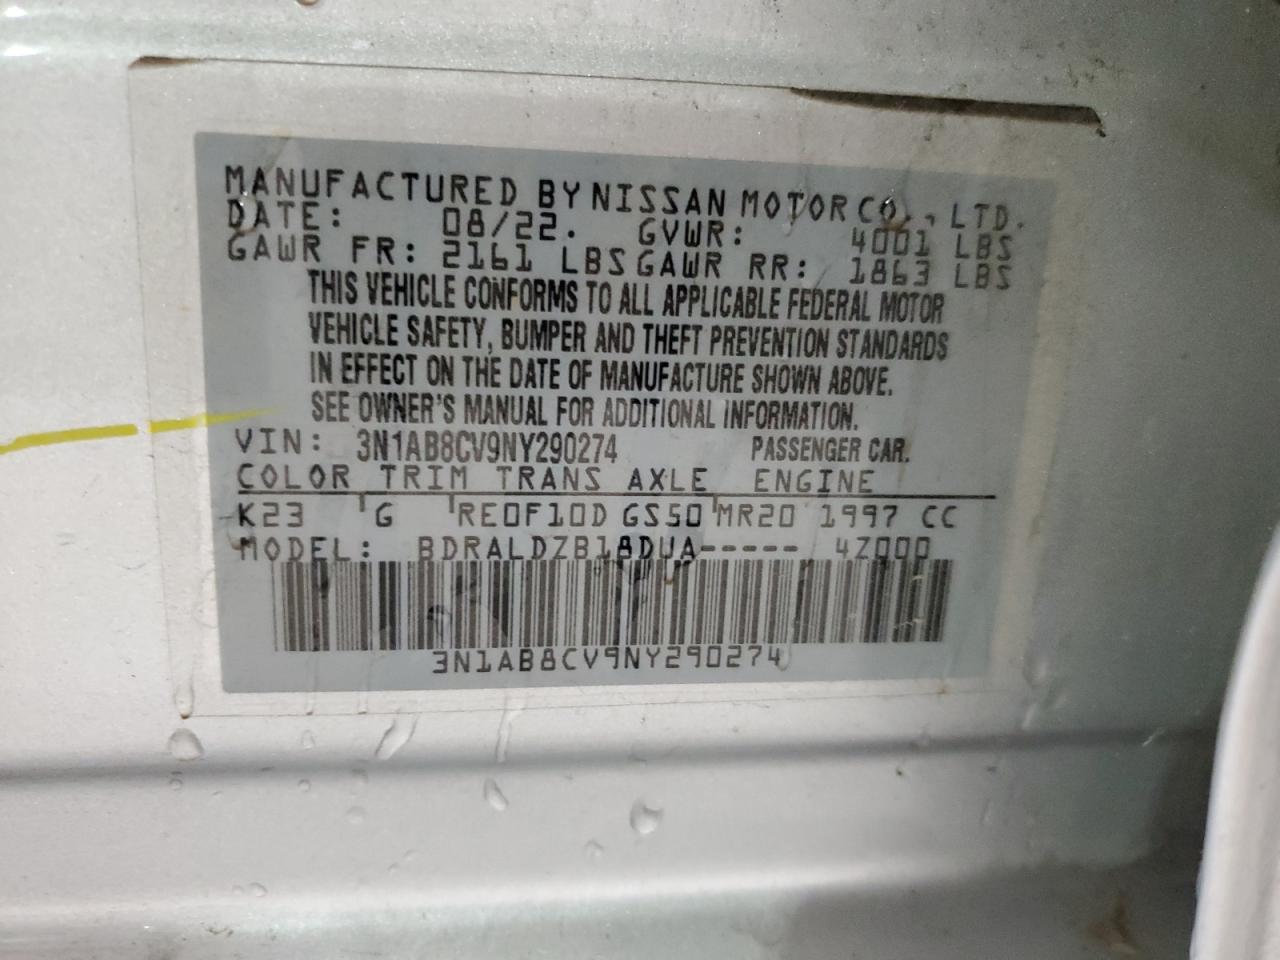 MANUFACTURED BY NISSAN MOTOR CO., LTD.
DATE: 08/22. GVWR: 4001 LBS
GAWR FR: 2161 LBS GAWR RR: 1863 LBS
THIS VEHICLE CONFORMS TO ALL APPLICABLE FEDERAL MOTOR
VEHICLE SAFETY, BUMPER AND THEFT PREVENTION STANDARDS
IN EFFECT ON THE DATE OF MANUFACTURE SHOWN ABOVE.
SEE OWNER'S MANUAL FOR ADDITIONAL INFORMATION.
VIN: 3N1AB8CV9NY290274 PASSENGER CAR.
COLOR TRIM TRANS AXLE ENGINE
K23 G RE0F10D GS50 MR20 1997 CC
MODEL: BDRALDZB18DUA----- 4Z000
3N1AB8CV9NY290274